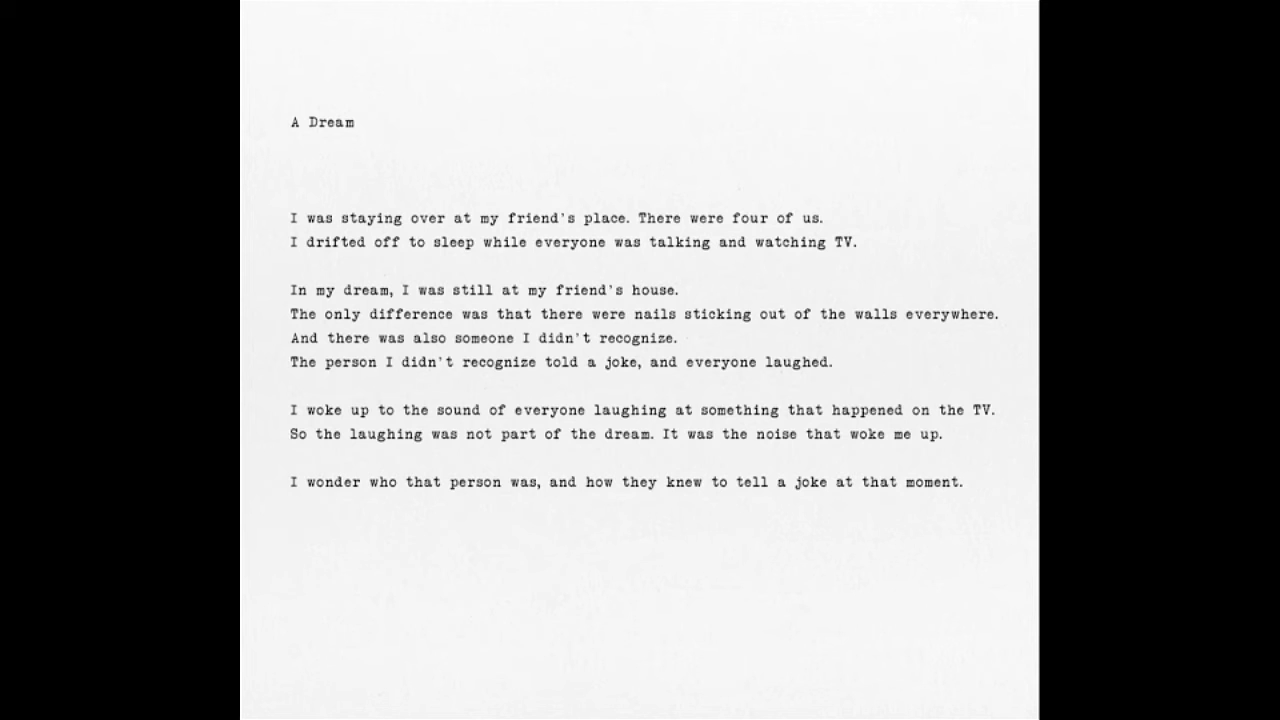 A Dream
I was staying over at my friend's place. There were four of us.
I drifted off to sleep while everyone was talking and watching TV.
In my dream, I was still at my friend's house.
The only difference was that there were nails sticking out of the walls everywhere.
And there was also someone I didn't recognize.
The person I didn't recognize told a joke, and everyone laughed.
I woke up to the sound of everyone laughing at something that happened on the TV.
So the laughing was not part of the dream. It was the noise that woke me up.
I wonder who that person was, and how they knew to tell a joke at that moment.